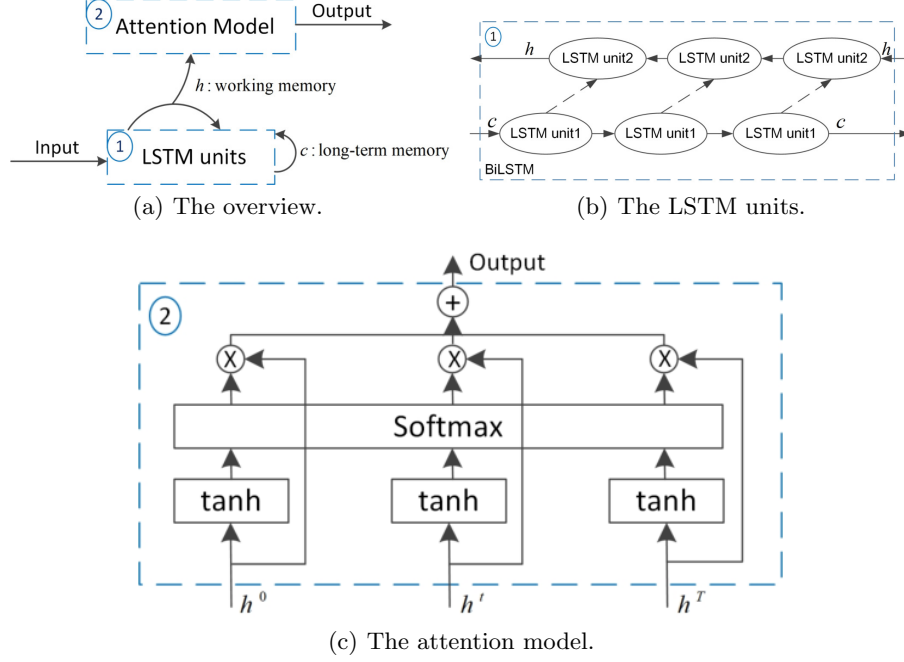 2
Attention Model
Output
h : working memory
Input
1
LSTM units
c : long-term memory
(a) The overview.
1
h
LSTM unit2
LSTM unit2
LSTM unit2
h
c
LSTM unit1
LSTM unit1
LSTM unit1
c
BiLSTM
(b) The LSTM units.
Output
2
+
X
X
X
Softmax
tanh
tanh
tanh
h⁰
hᵗ
hᵀ
(c) The attention model.